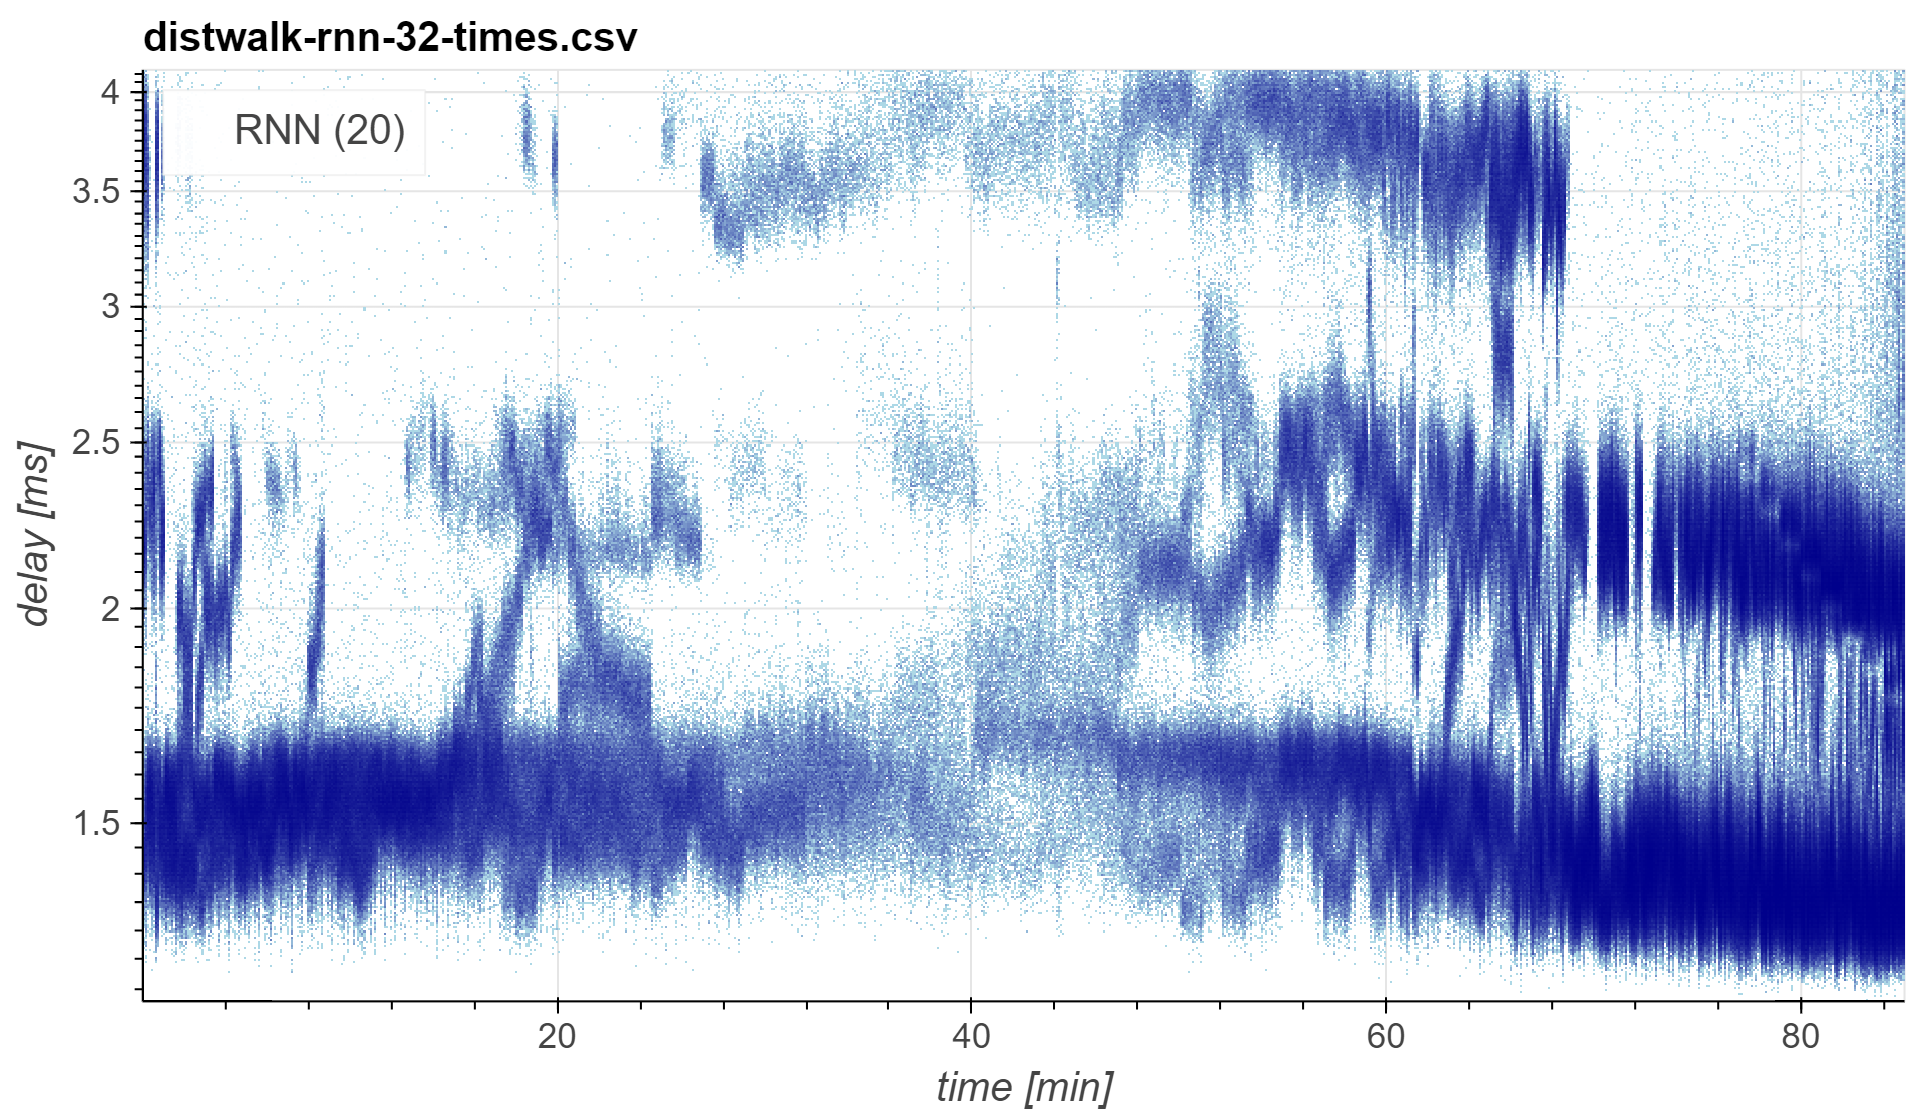 distwalk-rnn-32-times.csv
RNN (20)
4
3.5
3
2.5
2
1.5
delay [ms]
20
40
60
80
time [min]